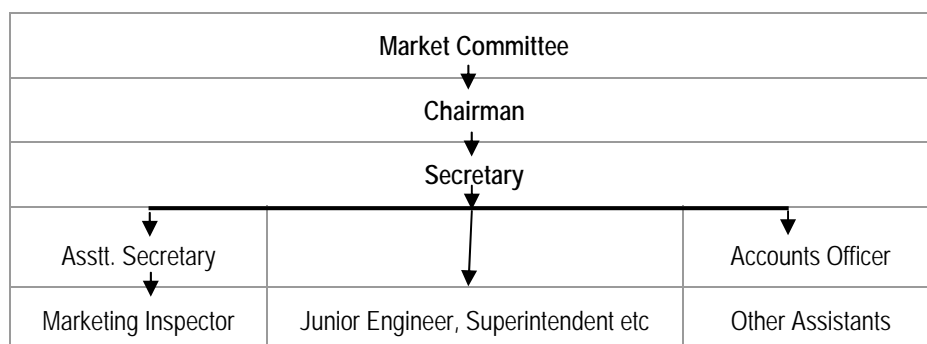 Market Committee
Chairman
Secretary
Asstt. Secretary
Accounts Officer
Marketing Inspector
Junior Engineer, Superintendent etc
Other Assistants